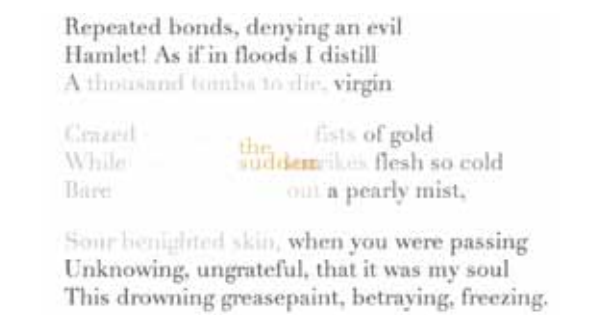 Repeated bonds, denying an evil
Hamlet! As if in floods I distill
A thousand tombs to die, virgin
Crazed fists of gold
the
While sudden rikes flesh so cold
Bare out a pearly mist,
Sour benighted skin, when you were passing
Unknowing, ungrateful, that it was my soul
This drowning greasepaint, betraying, freezing.